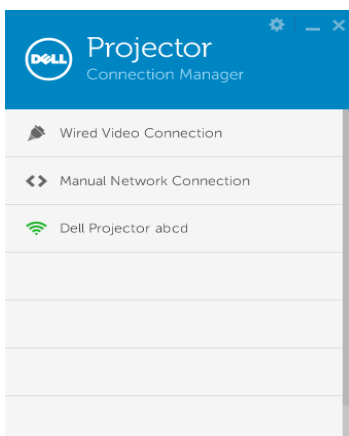 DELL
Projector
Connection Manager
Wired Video Connection
Manual Network Connection
Dell Projector abcd